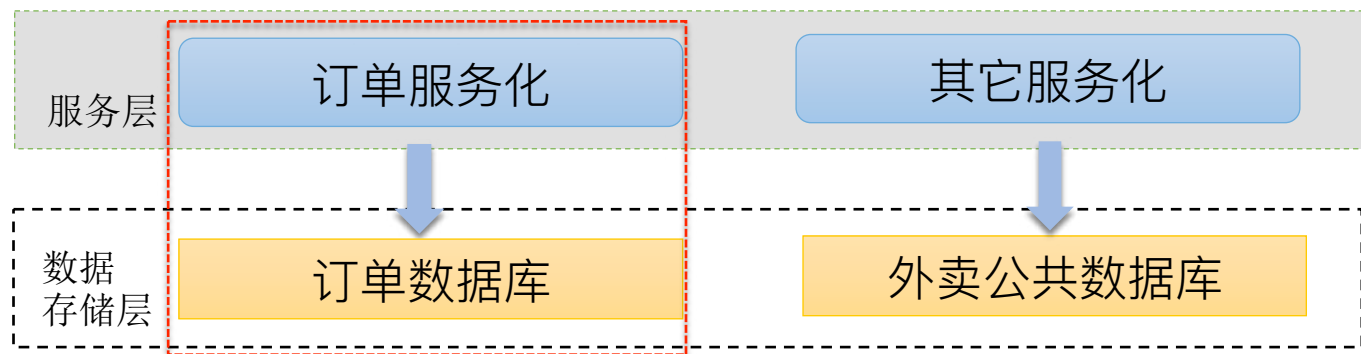 订单服务化
其它服务化
服务层
订单数据库
外卖公共数据库
数据
存储层